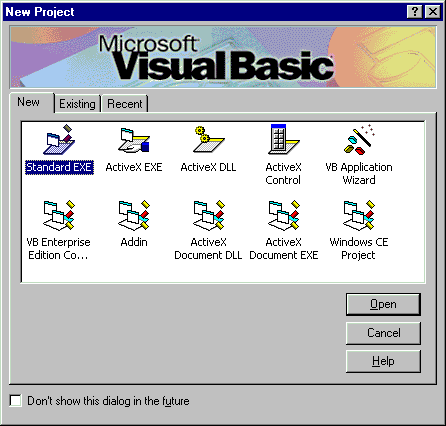 New Project
Microsoft
Visual Basic
New Existing Recent
Standard EXE
ActiveX EXE
ActiveX DLL
ActiveX
Control
VB Application
Wizard
VB Enterprise
Edition Co...
Addin
ActiveX
Document DLL
ActiveX
Document EXE
Windows CE
Project
Open
Cancel
Help
Don't show this dialog in the future